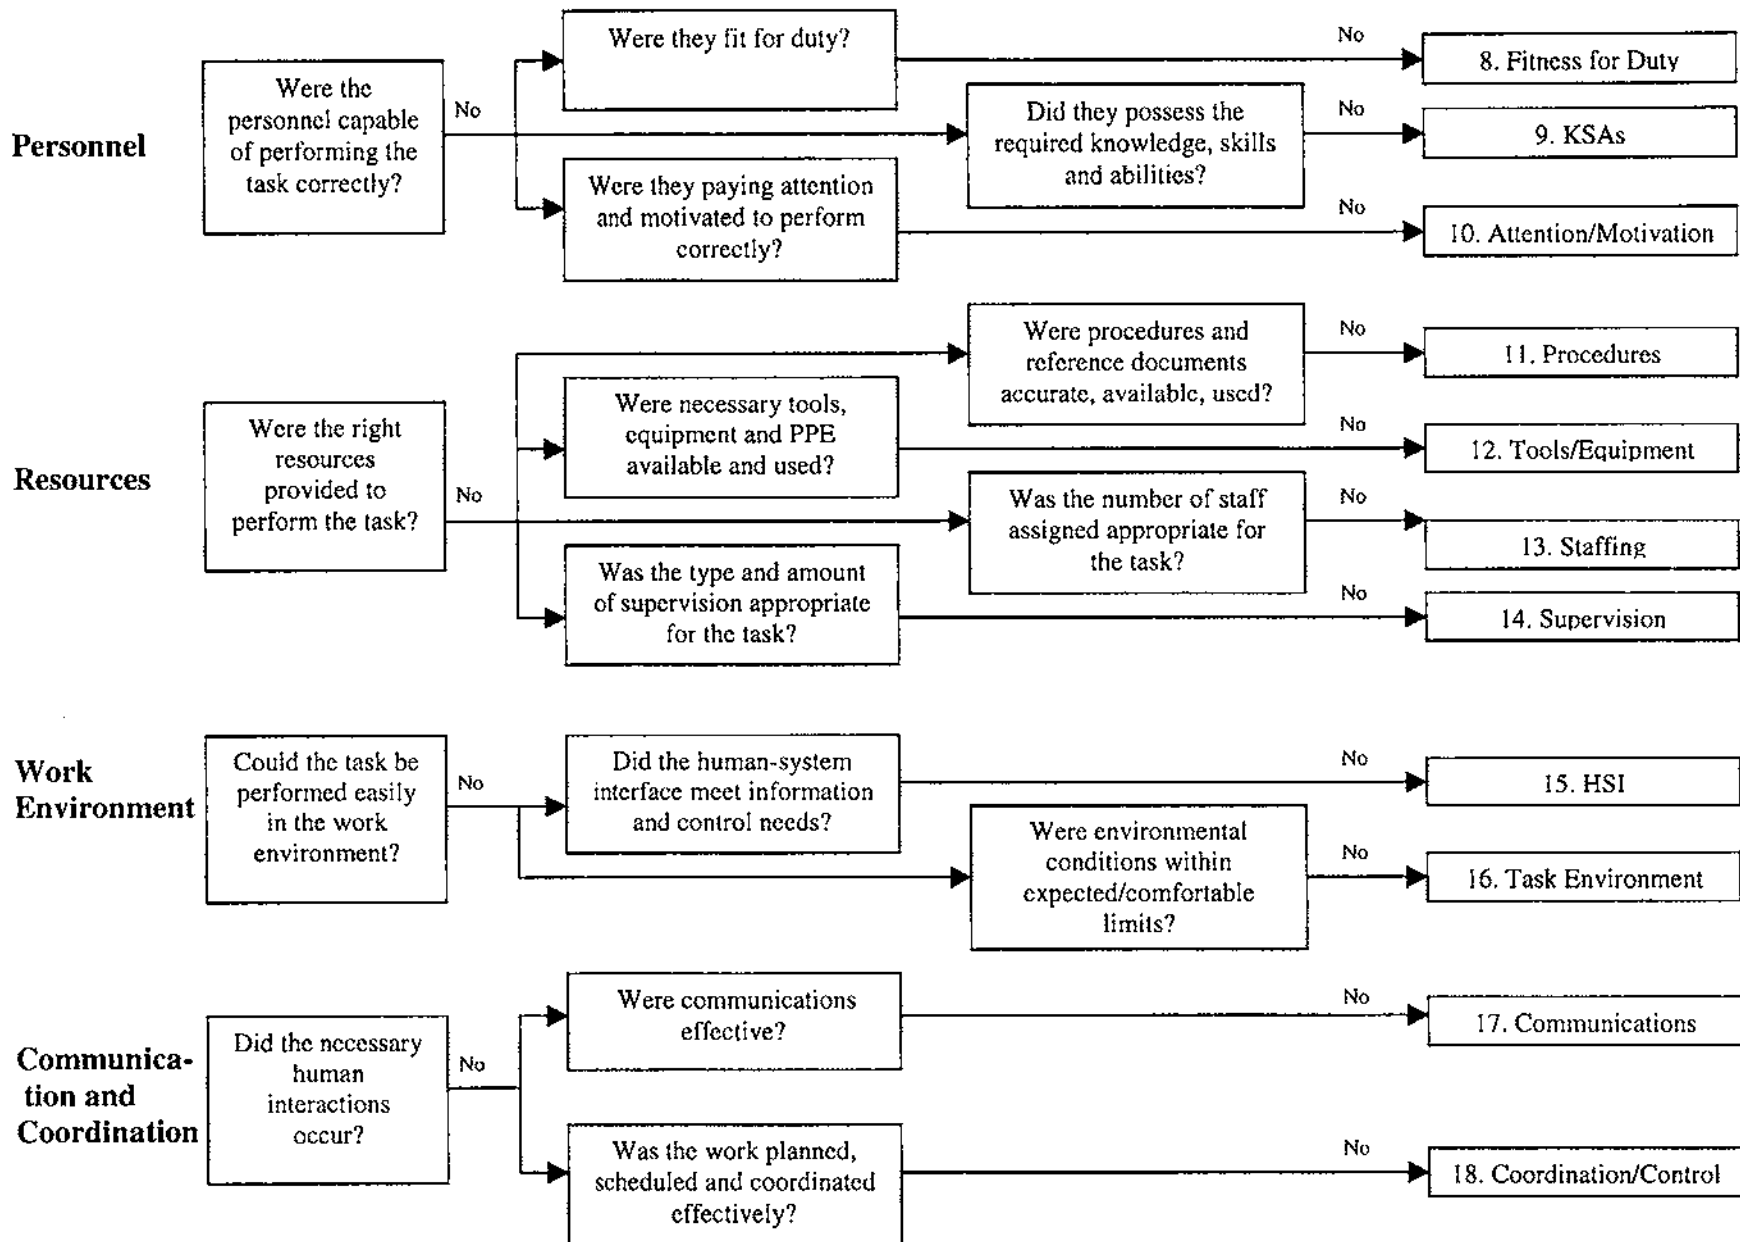 Were they fit for duty?
No
8. Fitness for Duty
Personnel
Were the
personnel capable
of performing the
task correctly?
No
Did they possess the
required knowledge, skills
and abilities?
No
9. KSAs
Were they paying attention
and motivated to perform
correctly?
No
10. Attention/Motivation
Resources
Were the right
resources
provided to
perform the task?
No
Were procedures and
reference documents
accurate, available, used?
No
11. Procedures
Were necessary tools,
equipment and PPE
available and used?
No
12. Tools/Equipment
Was the number of staff
assigned appropriate for
the task?
No
13. Staffing
Was the type and amount
of supervision appropriate
for the task?
No
14. Supervision
Work
Environment
Could the task be
performed easily
in the work
environment?
No
Did the human-system
interface meet information
and control needs?
No
15. HSI
Were environmental
conditions within
expected/comfortable
limits?
No
16. Task Environment
Communica-
tion and
Coordination
Did the necessary
human
interactions
occur?
No
Were communications
effective?
No
17. Communications
Was the work planned,
scheduled and coordinated
effectively?
No
18. Coordination/Control